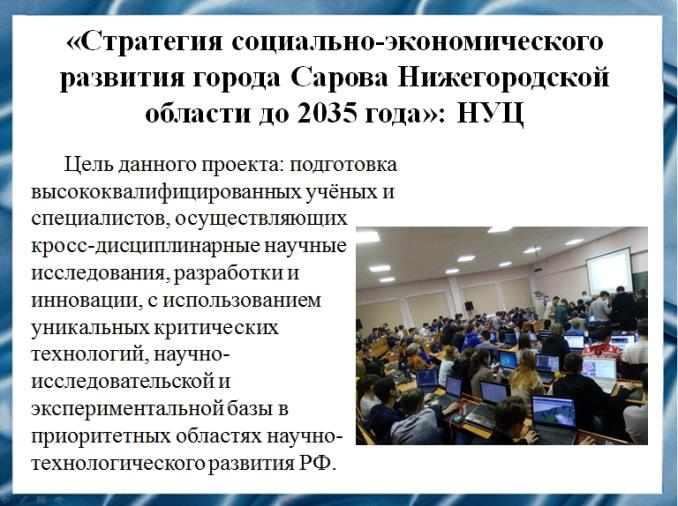 «Стратегия социально-экономического
развития города Сарова Нижегородской
области до 2035 года»: НУЦ
Цель данного проекта: подготовка
высококвалифицированных учёных и
специалистов, осуществляющих
кросс-дисциплинарные научные
исследования, разработки и
инновации, с использованием
уникальных критических
технологий, научно-
исследовательской и
экспериментальной базы в
приоритетных областях научно-
технологического развития РФ.